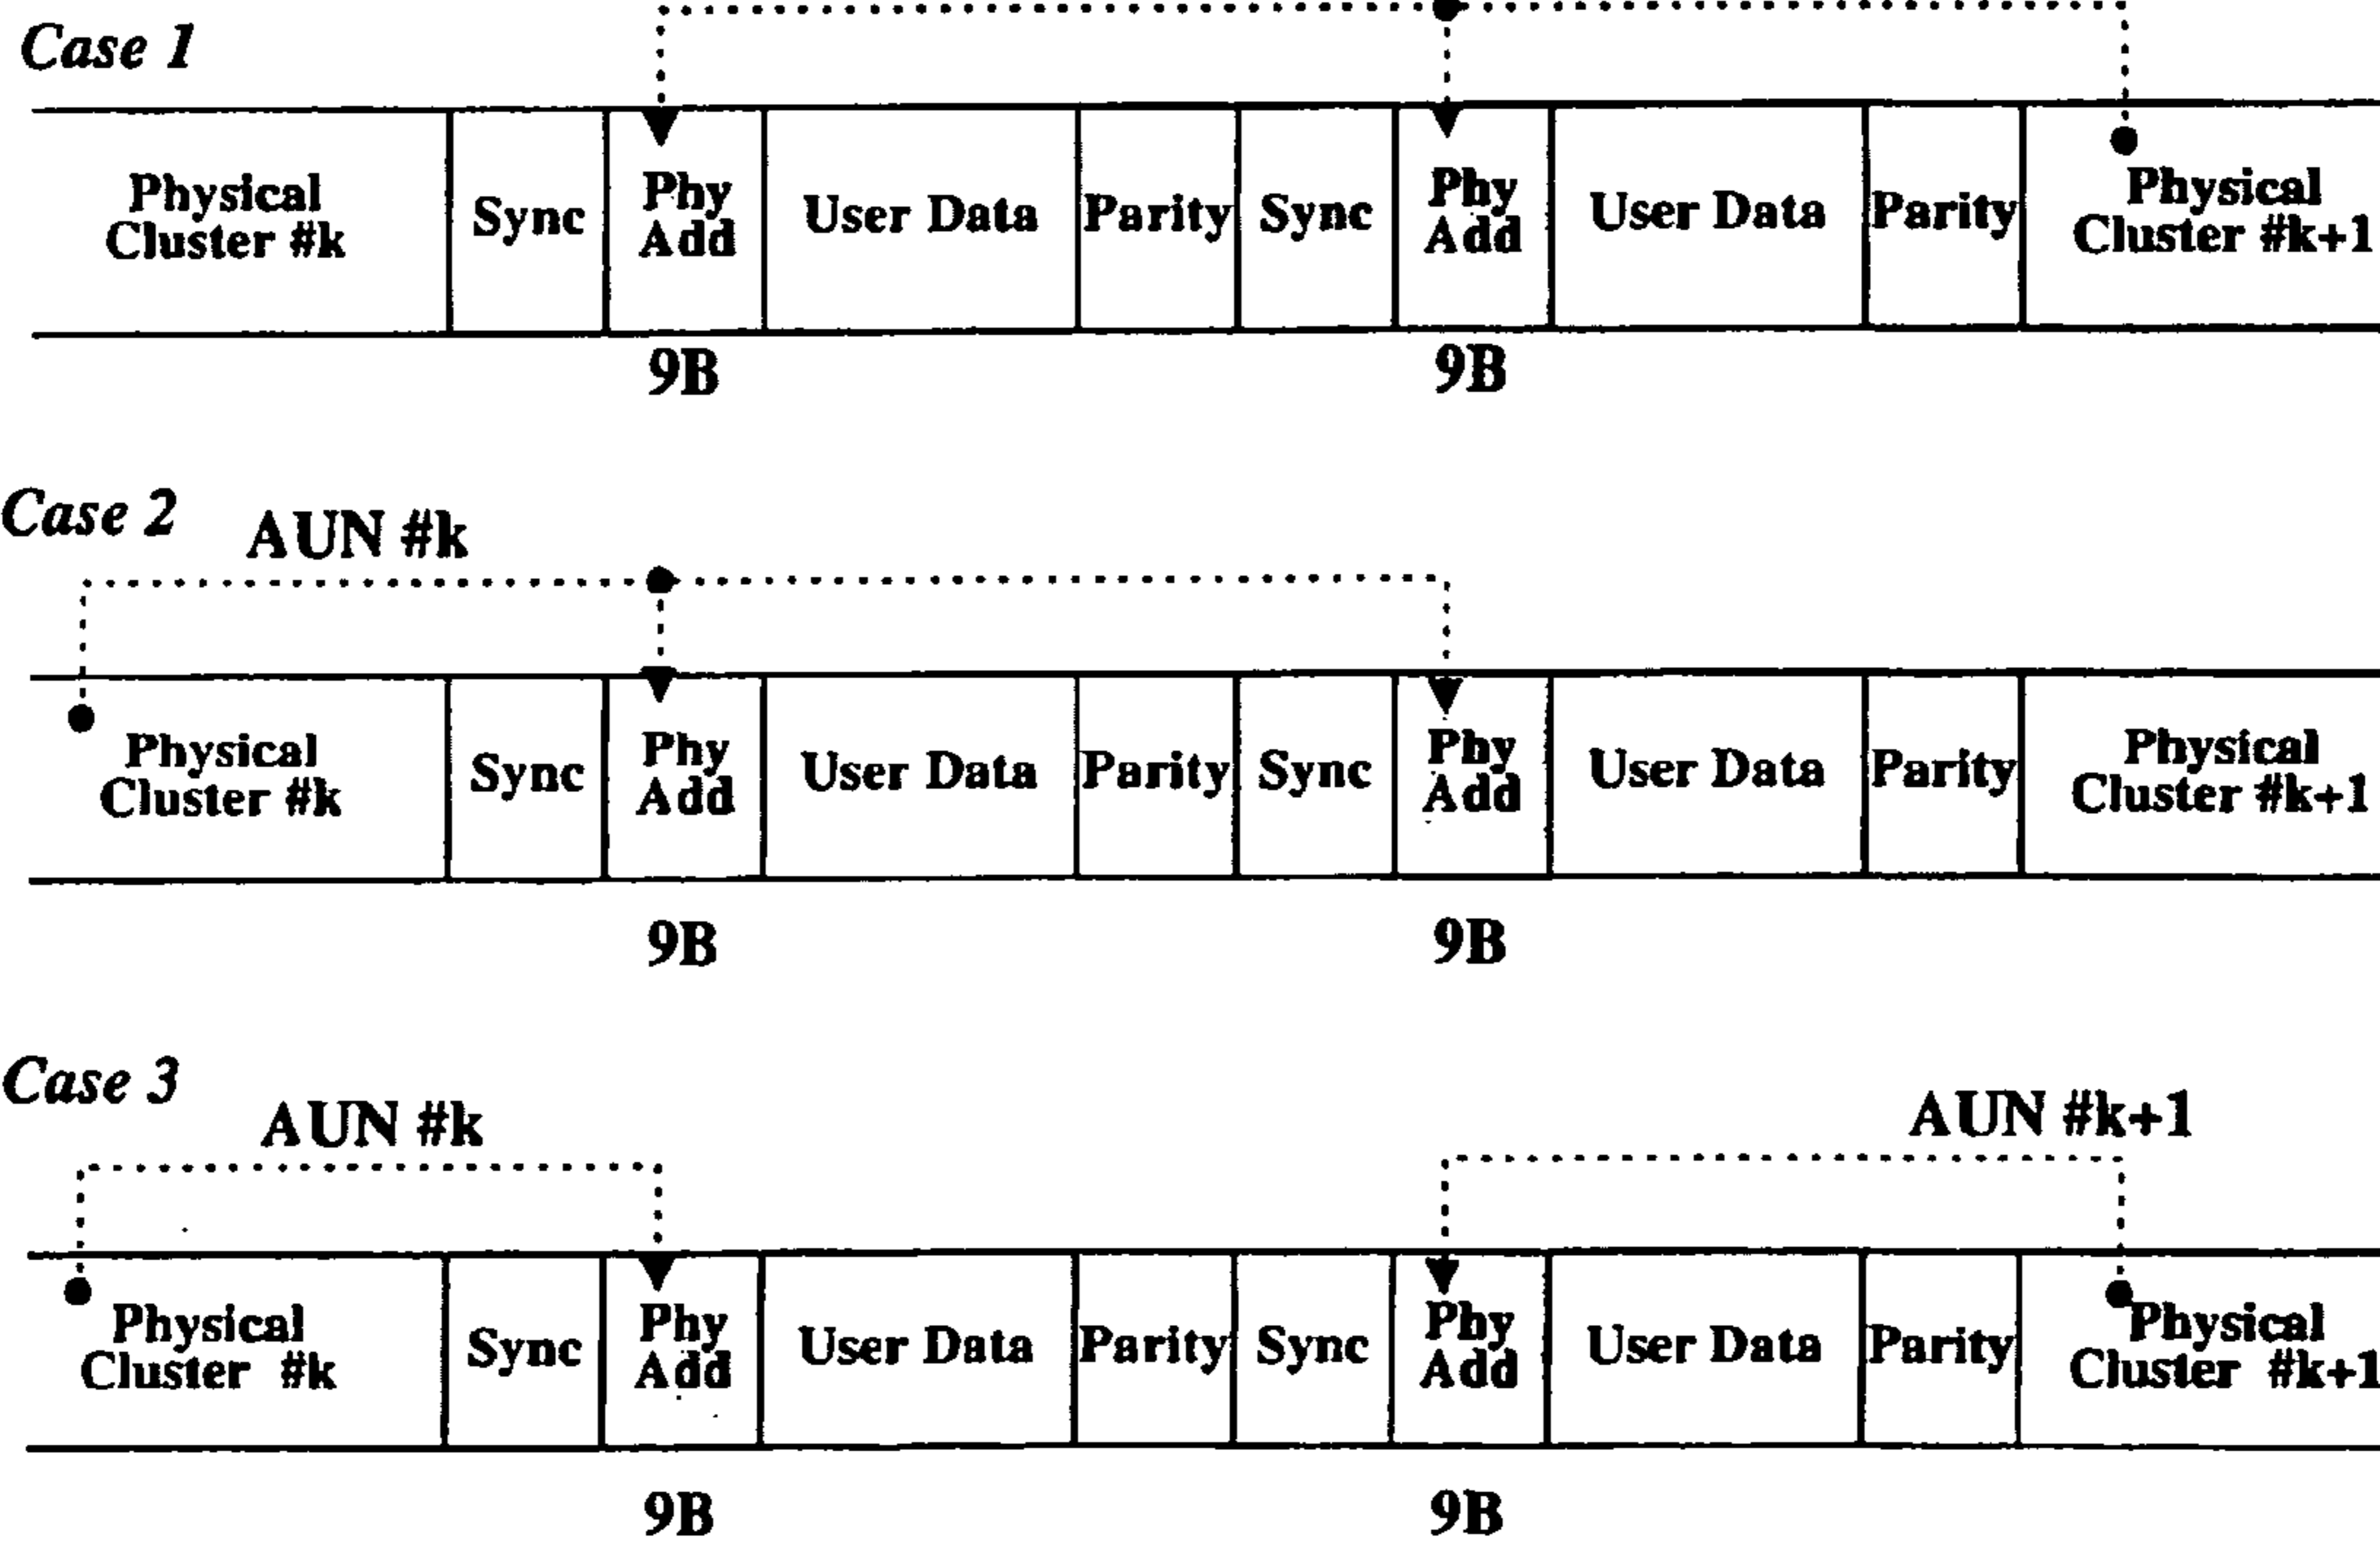 Case 1
Physical
Cluster #k
Sync
Phy
Add
User Data
Parity
Sync
Phy
Add
User Data
Parity
Physical
Cluster #k+1
9B
9B
Case 2
AUN #k
Physical
Cluster #k
Sync
Phy
Add
User Data
Parity
Sync
Phy
Add
User Data
Parity
Physical
Cluster #k+1
9B
9B
Case 3
AUN #k
AUN #k+1
Physical
Cluster #k
Sync
Phy
Add
User Data
Parity
Sync
Phy
Add
User Data
Parity
Physical
Cluster #k+1
9B
9B